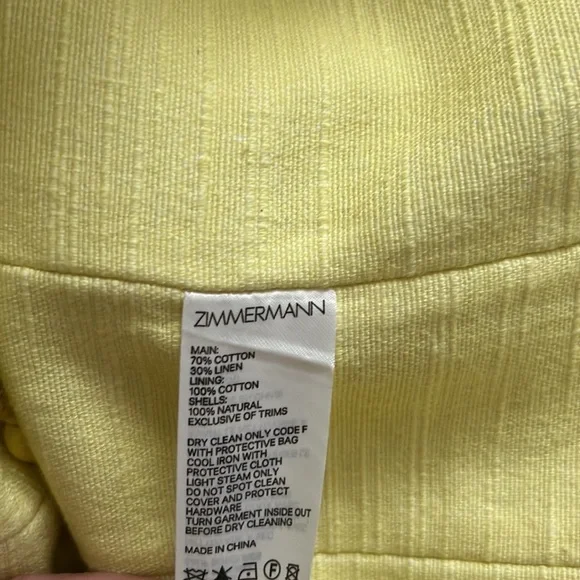 ZIMMERMANN
MAIN:
70% COTTON
30% LINEN
LINING:
100% COTTON
SHELLS:
100% NATURAL
EXCLUSIVE OF TRIMS
DRY CLEAN ONLY CODE F
WITH PROTECTIVE BAG
COOL IRON WITH
PROTECTIVE CLOTH
LIGHT STEAM ONLY
DO NOT SPOT CLEAN
COVER AND PROTECT
HARDWARE
TURN GARMENT INSIDE OUT
BEFORE DRY CLEANING
MADE IN CHINA
F